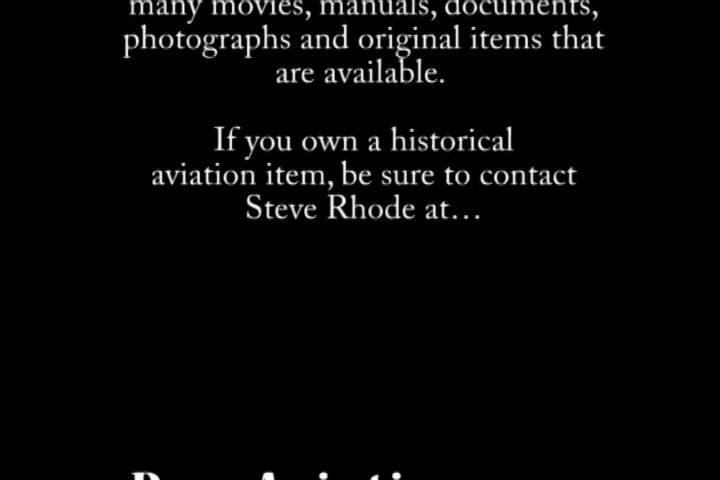 many movies, manuals, documents,
photographs and original items that
are available.
If you own a historical
aviation item, be sure to contact
Steve Rhode at...